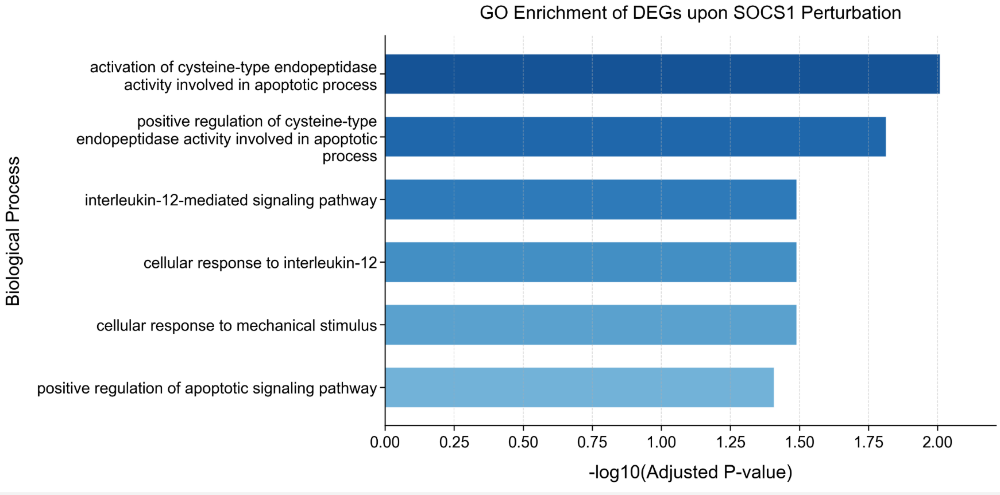 GO Enrichment of DEGs upon SOCS1 Perturbation
Biological Process
activation of cysteine-type endopeptidase
activity involved in apoptotic process
positive regulation of cysteine-type
endopeptidase activity involved in apoptotic
process
interleukin-12-mediated signaling pathway
cellular response to interleukin-12
cellular response to mechanical stimulus
positive regulation of apoptotic signaling pathway
0.00 0.25 0.50 0.75 1.00 1.25 1.50 1.75 2.00
-log10(Adjusted P-value)